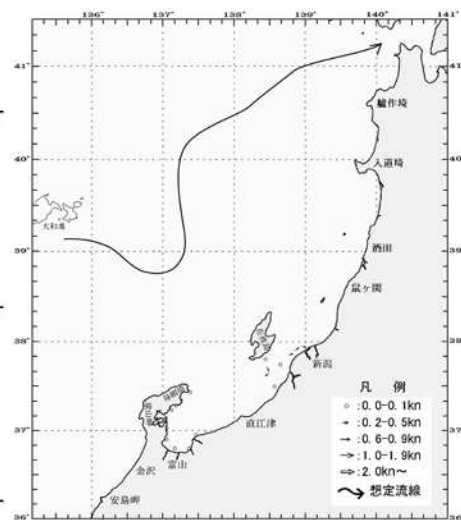 136° 137° 138° 139° 140° 141°
41° 41°
艫作埼
40° 入道埼 40°
大和堆
酒田
39° 39°
鼠ヶ関
38° 38°
新潟
凡 例
:0.0-0.1kn
:0.2-0.5kn
:0.6-0.9kn
直江津
:1.0-1.9kn
37° 37°
富山
:2.0kn~
金沢
想定流線
安島岬
36° 36°